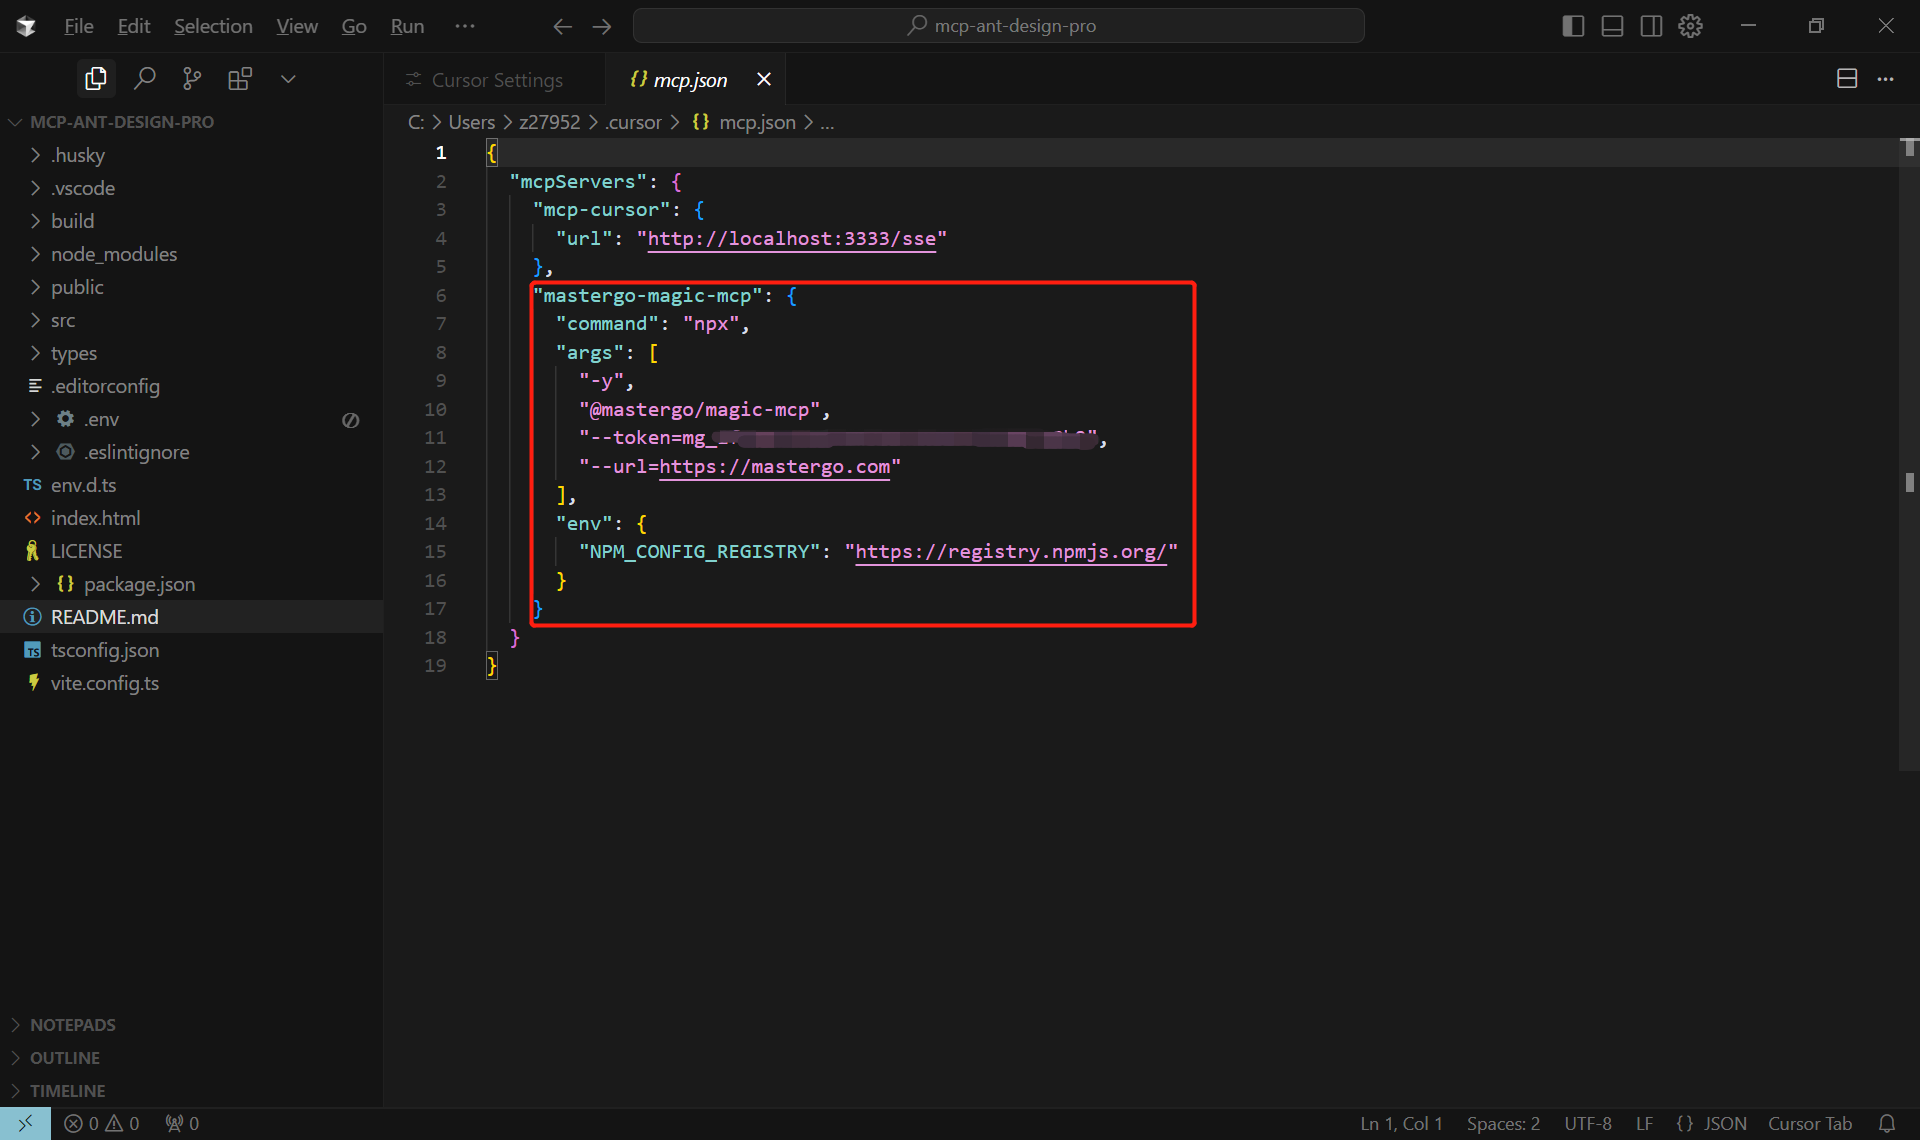 File Edit Selection View Go Run ···
mcp-ant-design-pro
Cursor Settings
{} mcp.json
MCP-ANT-DESIGN-PRO
.husky
.vscode
build
node_modules
public
src
types
.editorconfig
.env
.eslintignore
TS env.d.ts
index.html
LICENSE
{} package.json
README.md
TS tsconfig.json
vite.config.ts
NOTEPADS
OUTLINE
TIMELINE
C: > Users > z27952 > .cursor > {} mcp.json > ...
1 {
2 "mcpServers": {
3 "mcp-cursor": {
4 "url": "http://localhost:3333/sse"
5 },
6 "mastergo-magic-mcp": {
7 "command": "npx",
8 "args": [
9 "-y",
10 "@mastergo/magic-mcp",
11 "--token=mg_ ",
12 "--url=https://mastergo.com"
13 ],
14 "env": {
15 "NPM_CONFIG_REGISTRY": "https://registry.npmjs.org/"
16 }
17 }
18 }
19 }
0 0 0
Ln 1, Col 1 Spaces: 2 UTF-8 LF {} JSON Cursor Tab